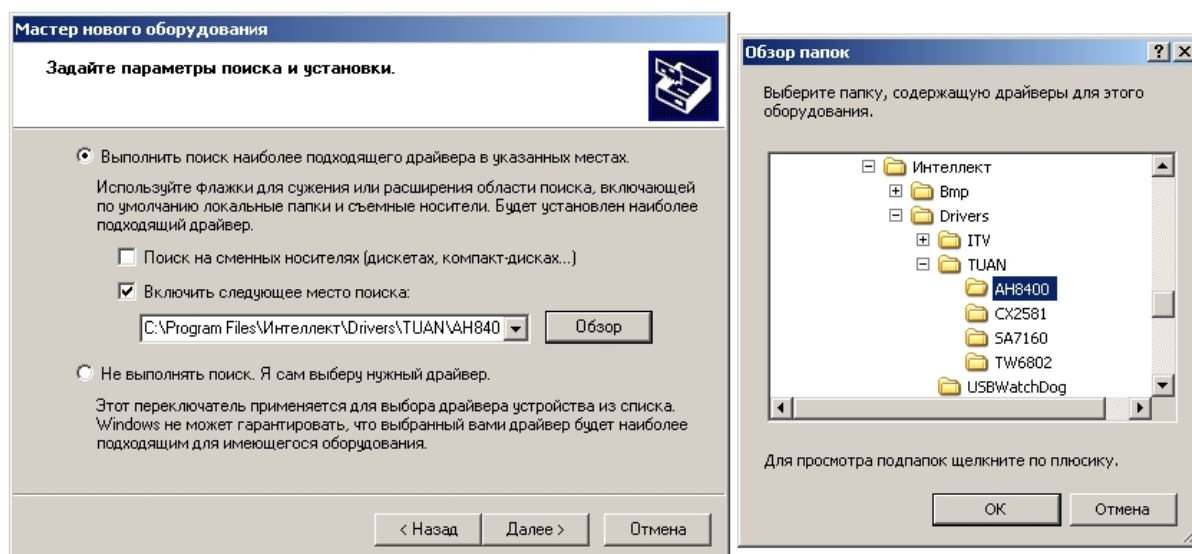 Мастер нового оборудования
Задайте параметры поиска и установки.
Выполнить поиск наиболее подходящего драйвера в указанных местах.
Используйте флажки для сужения или расширения области поиска, включающей
по умолчанию локальные папки и съемные носители. Будет установлен наиболее
подходящий драйвер.
Поиск на сменных носителях (дискетах, компакт-дисках...)
Включить следующее место поиска:
C:\Program Files\Интеллект\Drivers\TUAN\AH840
Обзор
Не выполнять поиск. Я сам выберу нужный драйвер.
Этот переключатель применяется для выбора драйвера устройства из списка.
Windows не может гарантировать, что выбранный вами драйвер будет наиболее
подходящим для имеющегося оборудования.
< Назад
Далее >
Отмена
Обзор папок
Выберите папку, содержащую драйверы для этого
оборудования.
Интеллект
Bmp
Drivers
ITV
TUAN
AH8400
CX2581
SA7160
TW6802
USBWatchDog
Для просмотра подпапок щелкните по плюсику.
ОК
Отмена